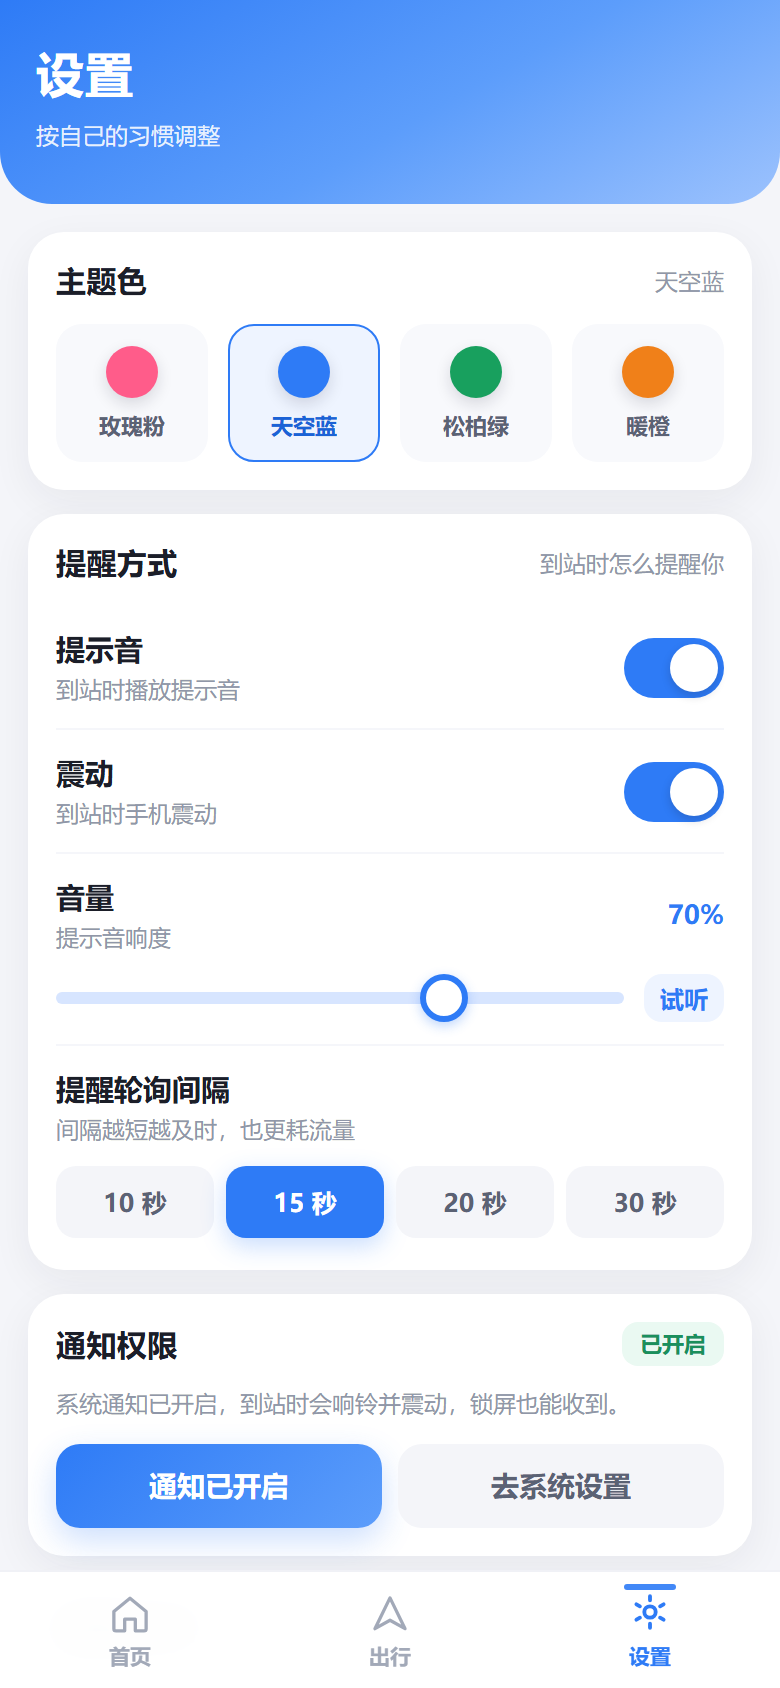 设置
按自己的习惯调整
主题色
天空蓝
玫瑰粉
天空蓝
松柏绿
暖橙
提醒方式
到站时怎么提醒你
提示音
到站时播放提示音
震动
到站时手机震动
音量
提示音响度
70%
试听
提醒轮询间隔
间隔越短越及时，也更耗流量
10 秒
15 秒
20 秒
30 秒
通知权限
已开启
系统通知已开启，到站时会响铃并震动，锁屏也能收到。
通知已开启
去系统设置
首页
出行
设置